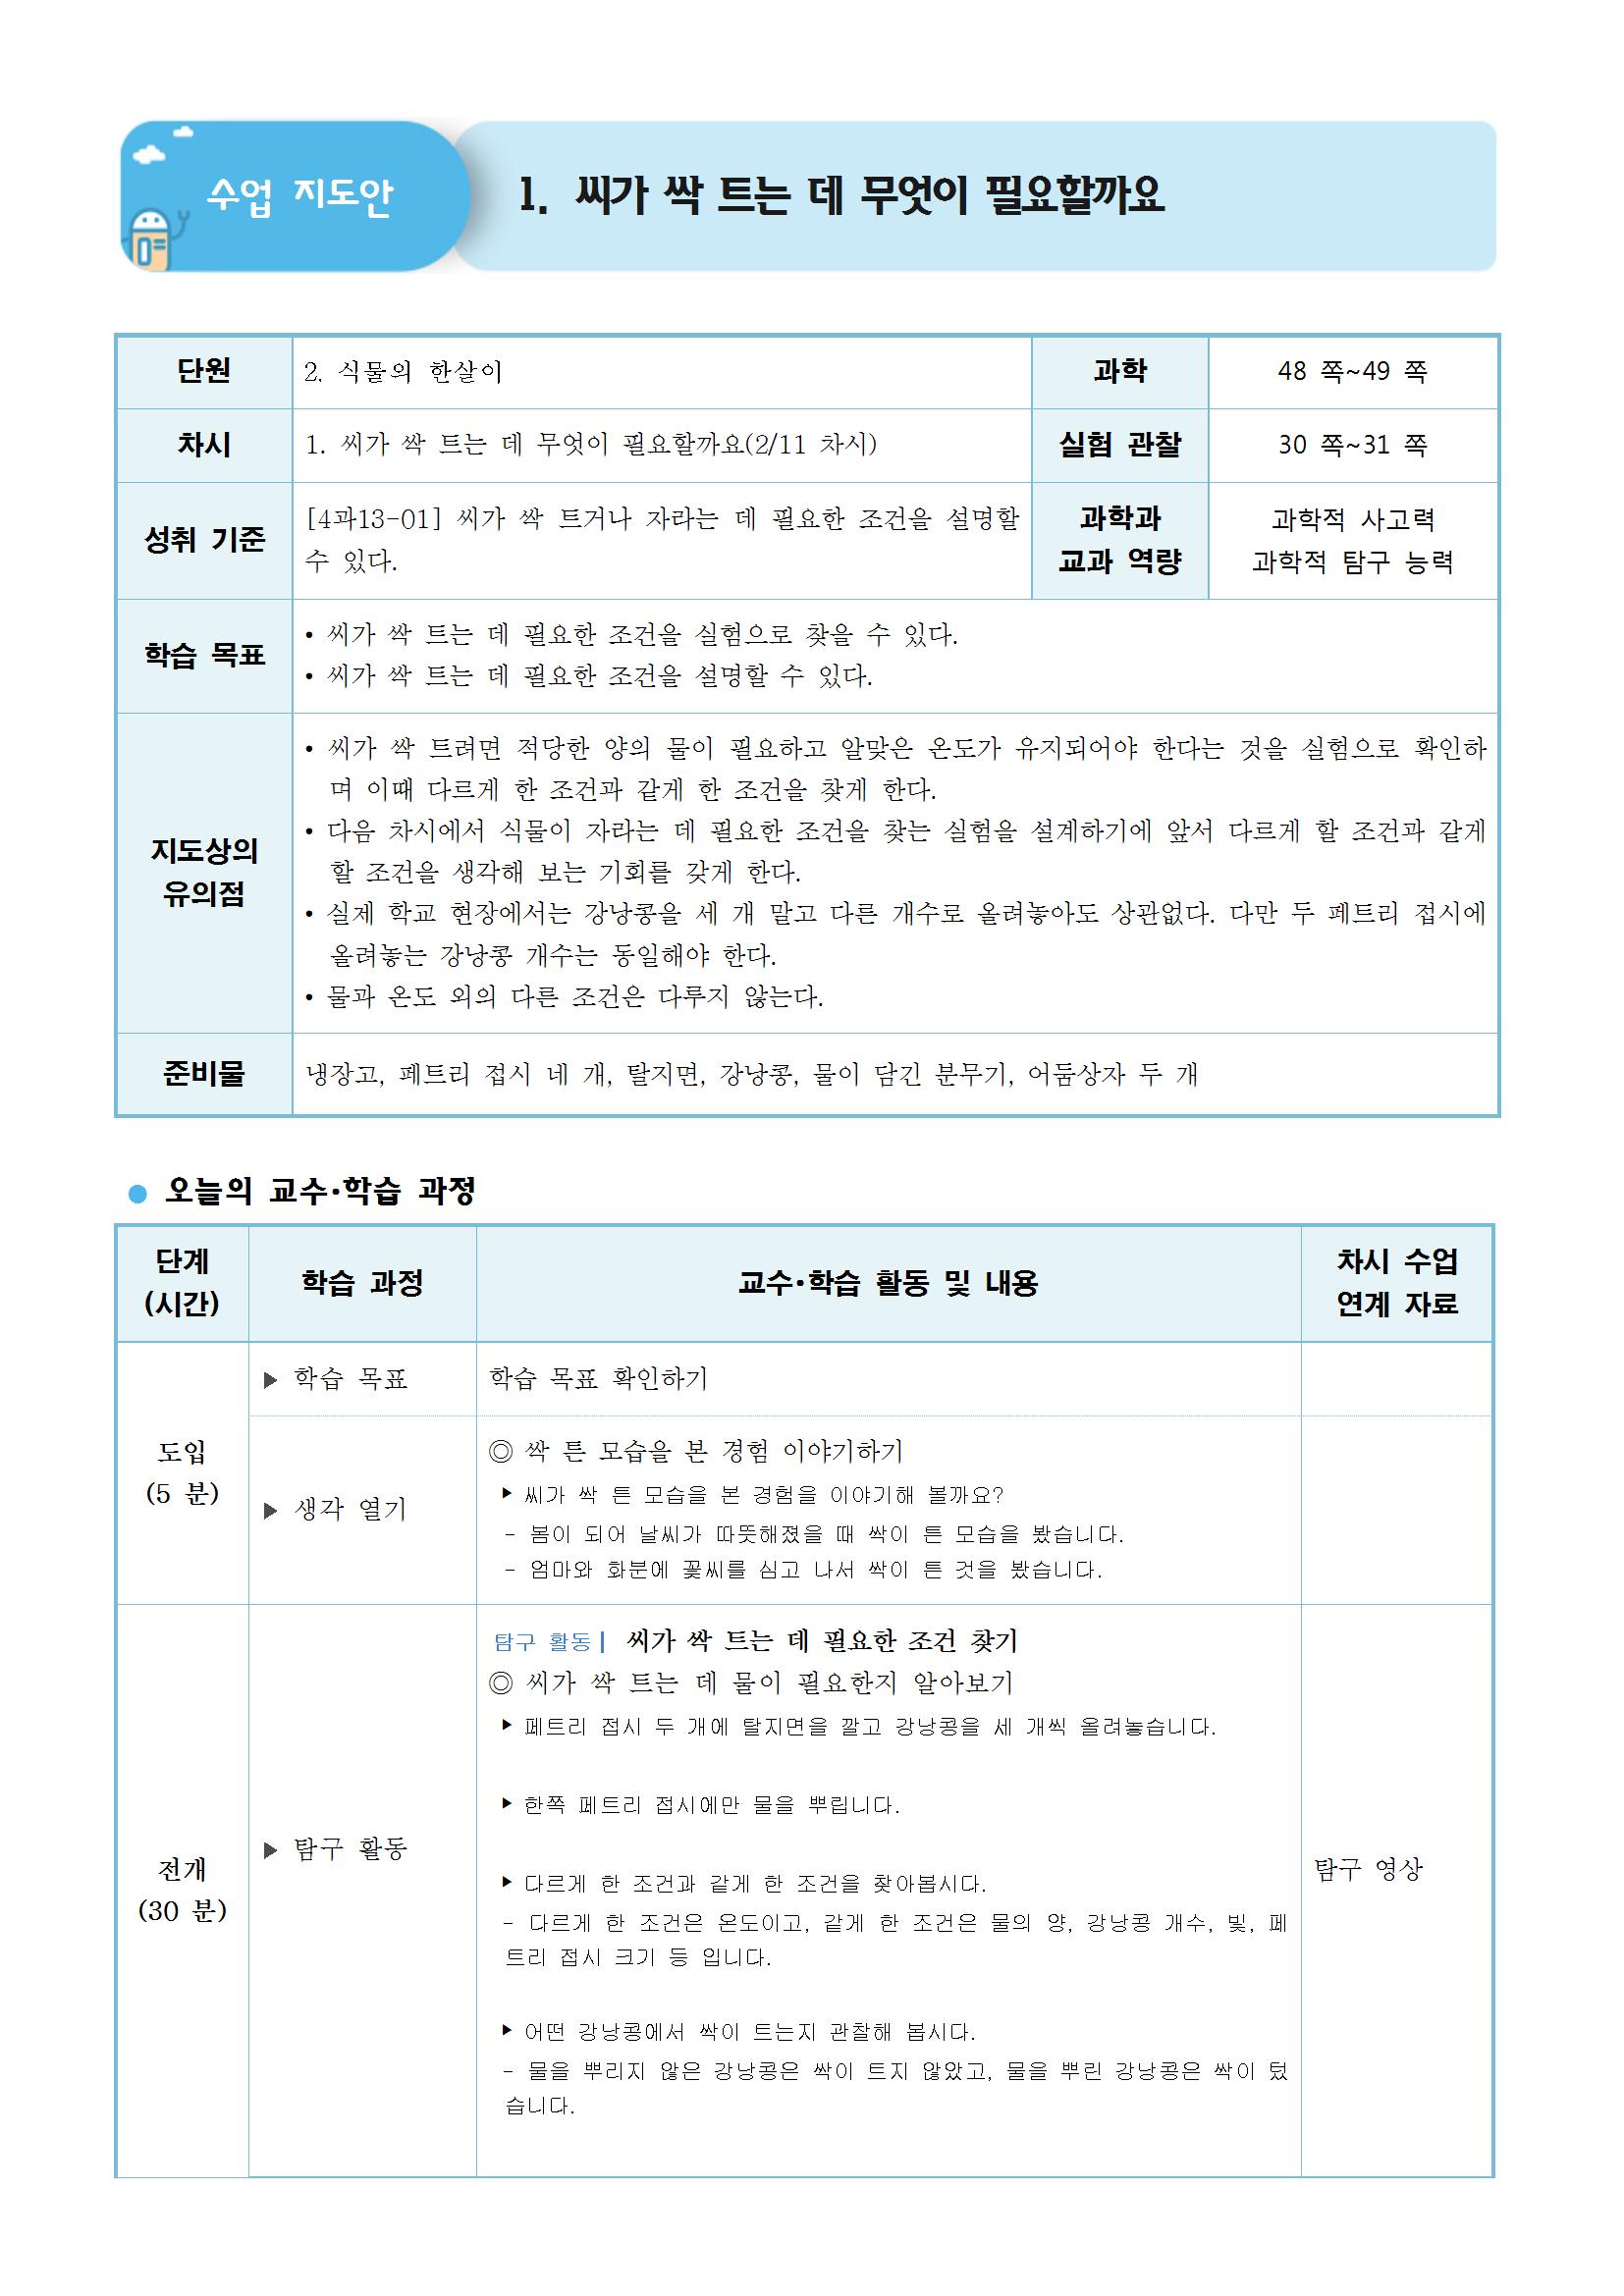 수업 지도안
1. 씨가 싹 트는 데 무엇이 필요할까요
단원
2. 식물의 한살이
과학
48 쪽~49 쪽
차시
1. 씨가 싹 트는 데 무엇이 필요할까요(2/11 차시)
실험 관찰
30 쪽~31 쪽
성취 기준
[4과13-01] 씨가 싹 트거나 자라는 데 필요한 조건을 설명할
수 있다.
과학과
교과 역량
과학적 사고력
과학적 탐구 능력
학습 목표
• 씨가 싹 트는 데 필요한 조건을 실험으로 찾을 수 있다.
• 씨가 싹 트는 데 필요한 조건을 설명할 수 있다.
지도상의
유의점
• 씨가 싹 트려면 적당한 양의 물이 필요하고 알맞은 온도가 유지되어야 한다는 것을 실험으로 확인하
며 이때 다르게 한 조건과 같게 한 조건을 찾게 한다.
• 다음 차시에서 식물이 자라는 데 필요한 조건을 찾는 실험을 설계하기에 앞서 다르게 할 조건과 같게
할 조건을 생각해 보는 기회를 갖게 한다.
• 실제 학교 현장에서는 강낭콩을 세 개 말고 다른 개수로 올려놓아도 상관없다. 다만 두 페트리 접시에
올려놓는 강낭콩 개수는 동일해야 한다.
• 물과 온도 외의 다른 조건은 다루지 않는다.
준비물
냉장고, 페트리 접시 네 개, 탈지면, 강낭콩, 물이 담긴 분무기, 어둠상자 두 개
● 오늘의 교수·학습 과정
단계
(시간)
학습 과정
교수·학습 활동 및 내용
차시 수업
연계 자료
도입
(5 분)
▶ 학습 목표
학습 목표 확인하기
▶ 생각 열기
◎ 싹 튼 모습을 본 경험 이야기하기
▶ 씨가 싹 튼 모습을 본 경험을 이야기해 볼까요?
- 봄이 되어 날씨가 따뜻해졌을 때 싹이 튼 모습을 봤습니다.
- 엄마와 화분에 꽃씨를 심고 나서 싹이 튼 것을 봤습니다.
전개
(30 분)
▶ 탐구 활동
탐구 활동| 씨가 싹 트는 데 필요한 조건 찾기
◎ 씨가 싹 트는 데 물이 필요한지 알아보기
▶ 페트리 접시 두 개에 탈지면을 깔고 강낭콩을 세 개씩 올려놓습니다.
▶ 한쪽 페트리 접시에만 물을 뿌립니다.
▶ 다르게 한 조건과 같게 한 조건을 찾아봅시다.
- 다르게 한 조건은 온도이고, 같게 한 조건은 물의 양, 강낭콩 개수, 빛, 페
트리 접시 크기 등 입니다.
▶ 어떤 강낭콩에서 싹이 트는지 관찰해 봅시다.
- 물을 뿌리지 않은 강낭콩은 싹이 트지 않았고, 물을 뿌린 강낭콩은 싹이 텄
습니다.
탐구 영상